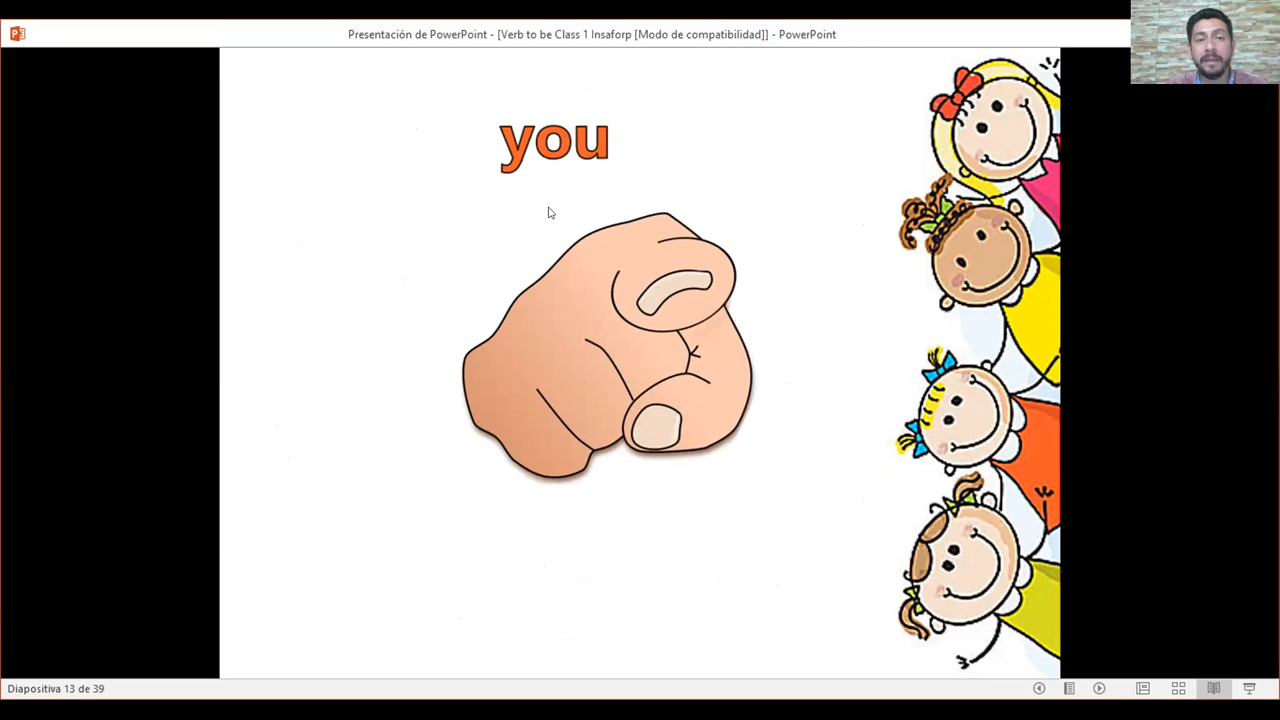 Presentación de PowerPoint - [Verb to be Class 1 Insaforp [Modo de compatibilidad]] - PowerPoint
you
Diapositiva 13 de 39